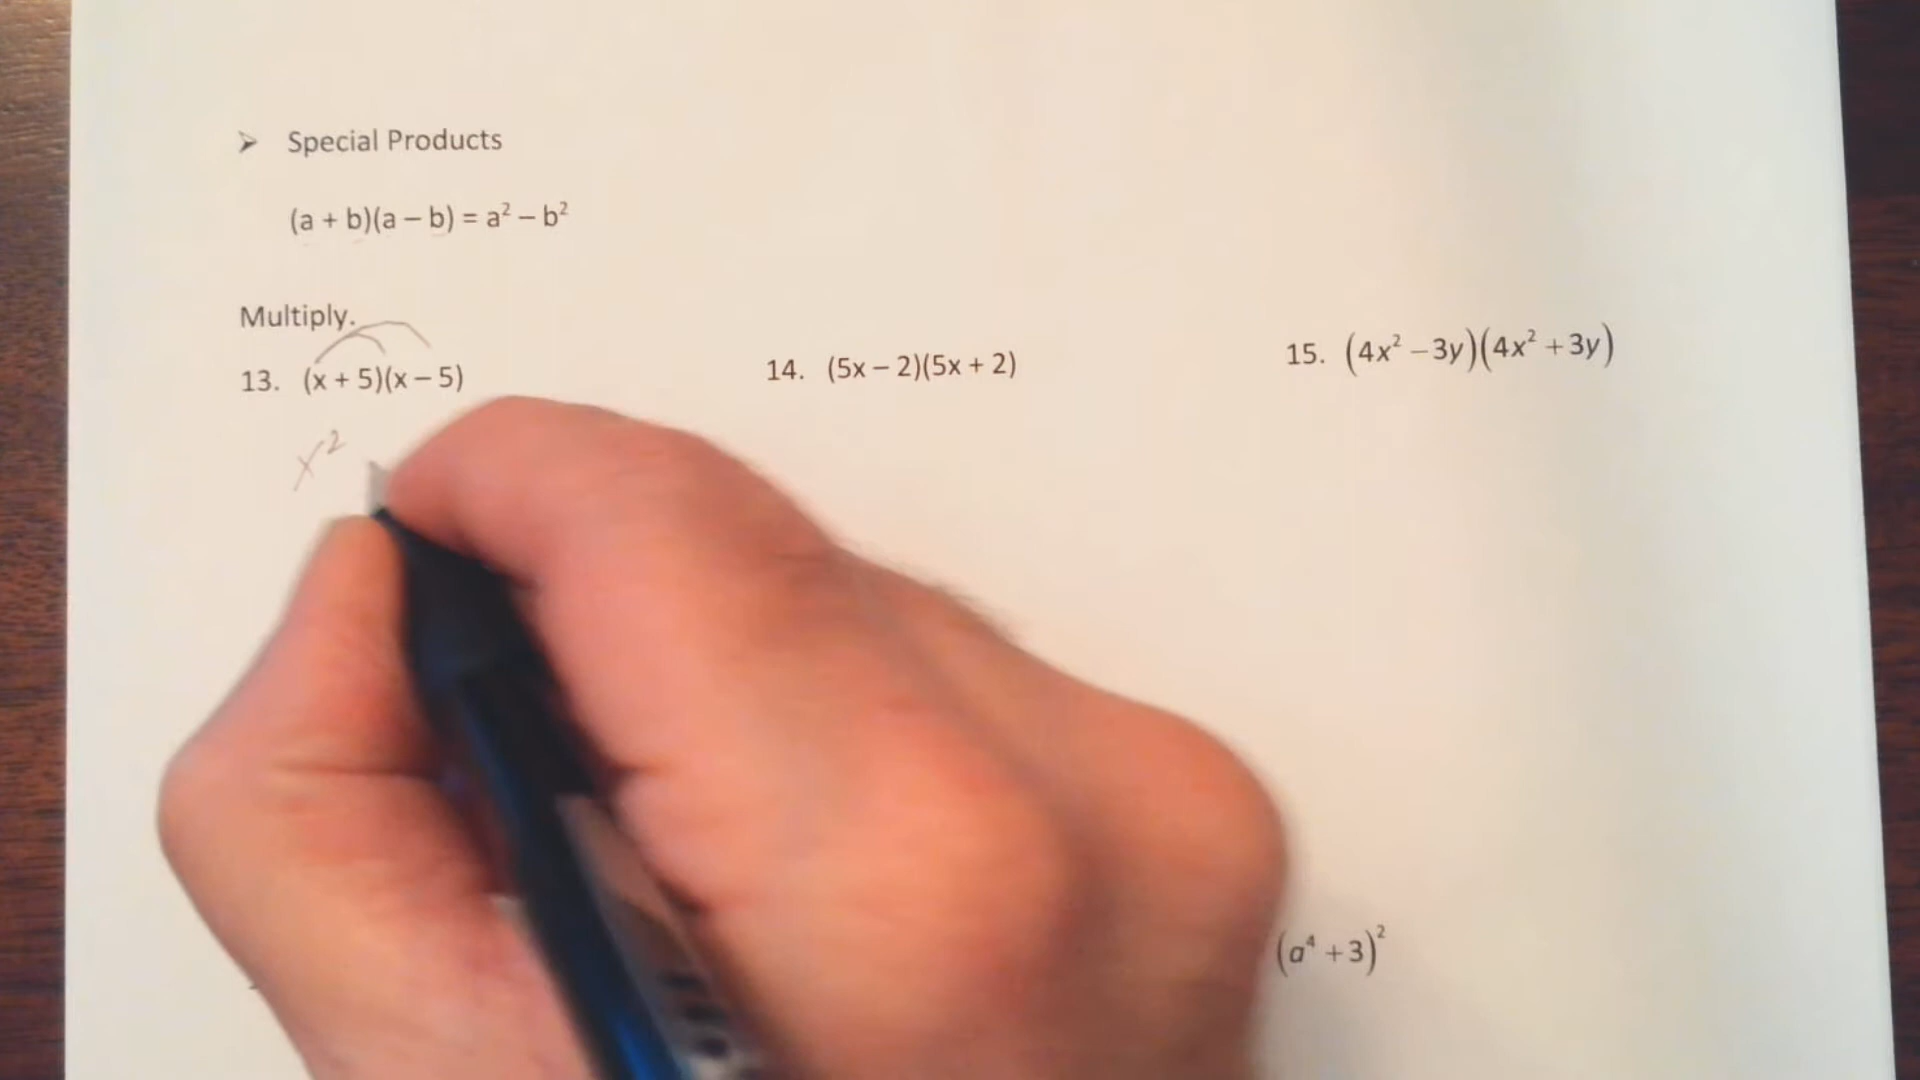 ➢ Special Products
(a + b)(a – b) = a² – b²
Multiply.
13. (x + 5)(x – 5)
14. (5x – 2)(5x + 2)
15. (4x² – 3y)(4x² + 3y)
x²
(a⁴ + 3)²